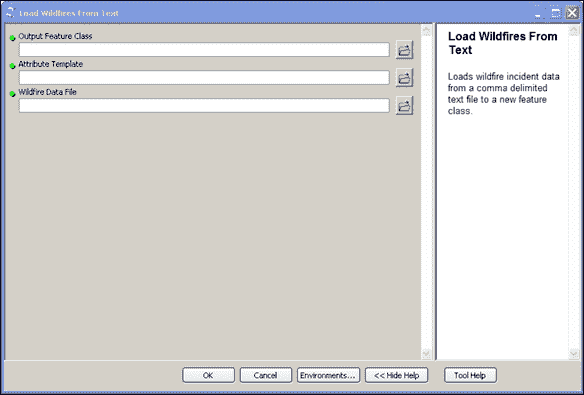 Load Wildfires From Text
Output Feature Class
Attribute Template
Wildfire Data File
Load Wildfires From
Text
Loads wildfire incident data
from a comma delimited
text file to a new feature
class.
OK
Cancel
Environments...
<< Hide Help
Tool Help